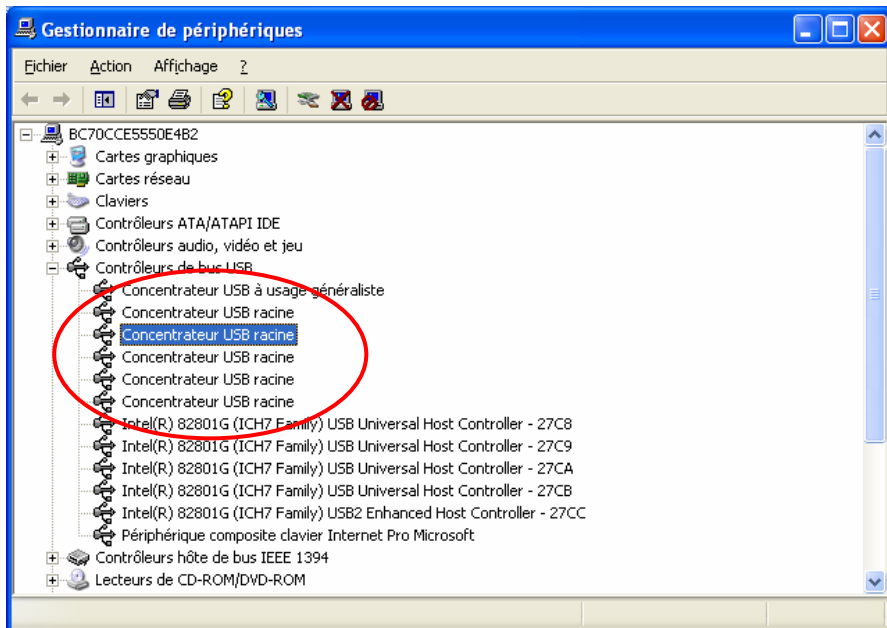 Gestionnaire de périphériques
Fichier Action Affichage ?
BC70CCE5550E4B2
Cartes graphiques
Cartes réseau
Claviers
Contrôleurs ATA/ATAPI IDE
Contrôleurs audio, vidéo et jeu
Contrôleurs de bus USB
Concentrateur USB à usage généraliste
Concentrateur USB racine
Concentrateur USB racine
Concentrateur USB racine
Concentrateur USB racine
Concentrateur USB racine
Intel(R) 82801G (ICH7 Family) USB Universal Host Controller - 27C8
Intel(R) 82801G (ICH7 Family) USB Universal Host Controller - 27C9
Intel(R) 82801G (ICH7 Family) USB Universal Host Controller - 27CA
Intel(R) 82801G (ICH7 Family) USB Universal Host Controller - 27CB
Intel(R) 82801G (ICH7 Family) USB2 Enhanced Host Controller - 27CC
Périphérique composite clavier Internet Pro Microsoft
Contrôleurs hôte de bus IEEE 1394
Lecteurs de CD-ROM/DVD-ROM